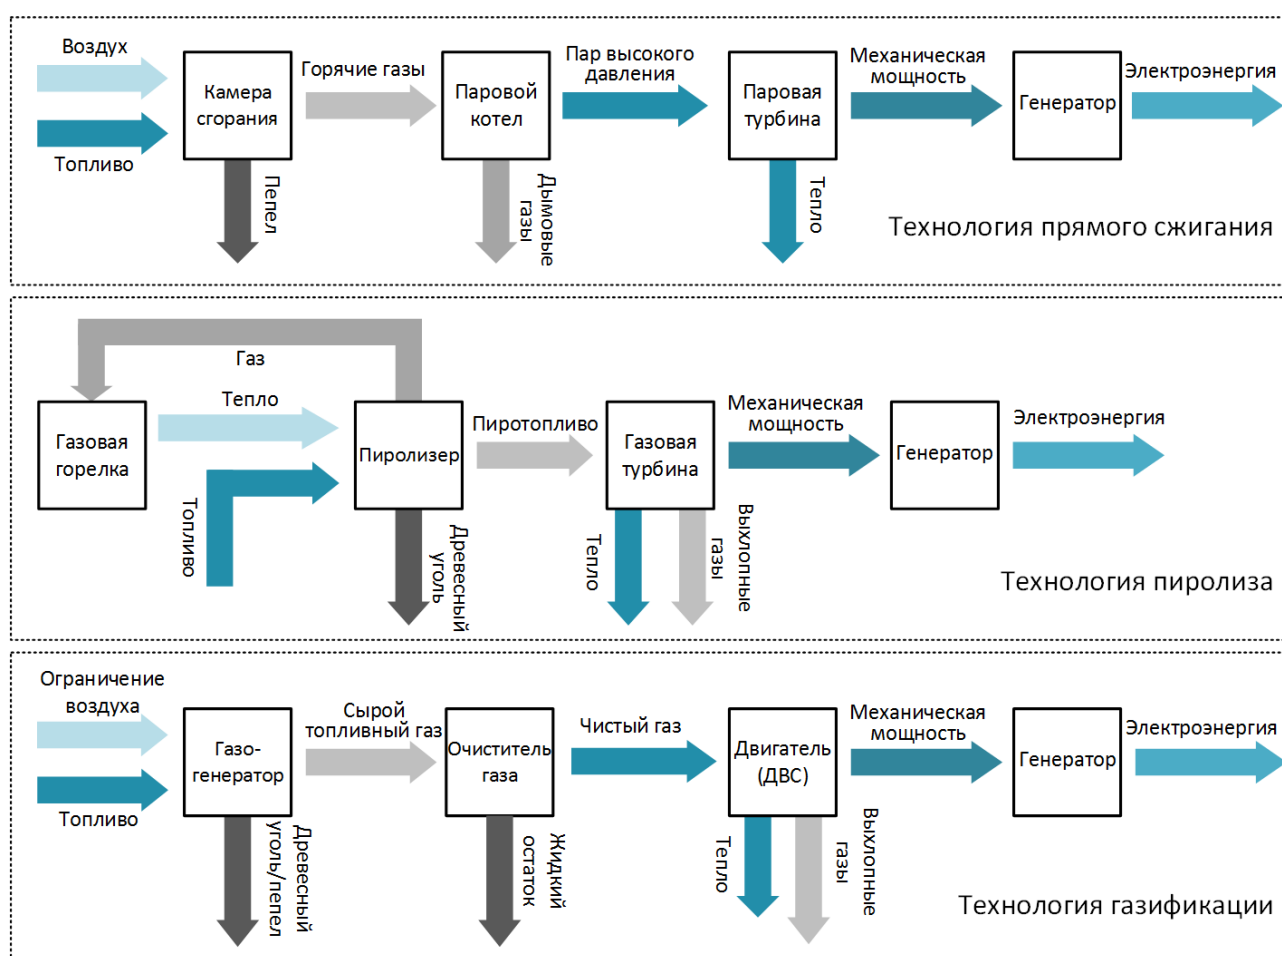 Воздух
Топливо
Камера
сгорания
Пепел
Горячие газы
Паровой
котел
Дымовые
газы
Пар высокого
давления
Паровая
турбина
Тепло
Механическая
мощность
Генератор
Электроэнергия
Технология прямого сжигания
Газ
Газовая
горелка
Тепло
Топливо
Пиролизер
Древесный
уголь
Пиротопливо
Газовая
турбина
Тепло
Выхлопные
газы
Механическая
мощность
Генератор
Электроэнергия
Технология пиролиза
Ограничение
воздуха
Топливо
Газо-
генератор
Древесный
уголь/пепел
Сырой
топливный газ
Очиститель
газа
Жидкий
остаток
Чистый газ
Двигатель
(ДВС)
Тепло
Выхлопные
газы
Механическая
мощность
Генератор
Электроэнергия
Технология газификации